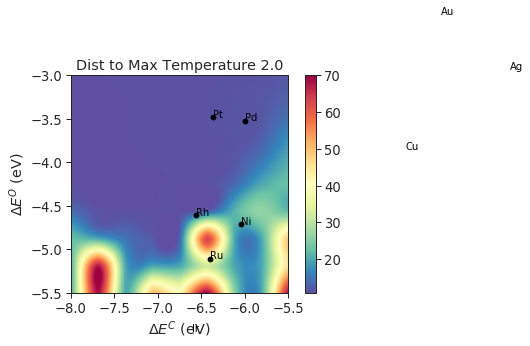 Au
Ag
Dist to Max Temperature 2.0
−3.0
−3.5
−4.0
−4.5
−5.0
−5.5
ΔE^O (eV)
Pt
Pd
Rh
Ni
Ru
−8.0 −7.5 −7.0 −6.5 −6.0 −5.5
ΔE^C (eV)
70
60
50
40
30
20
Cu